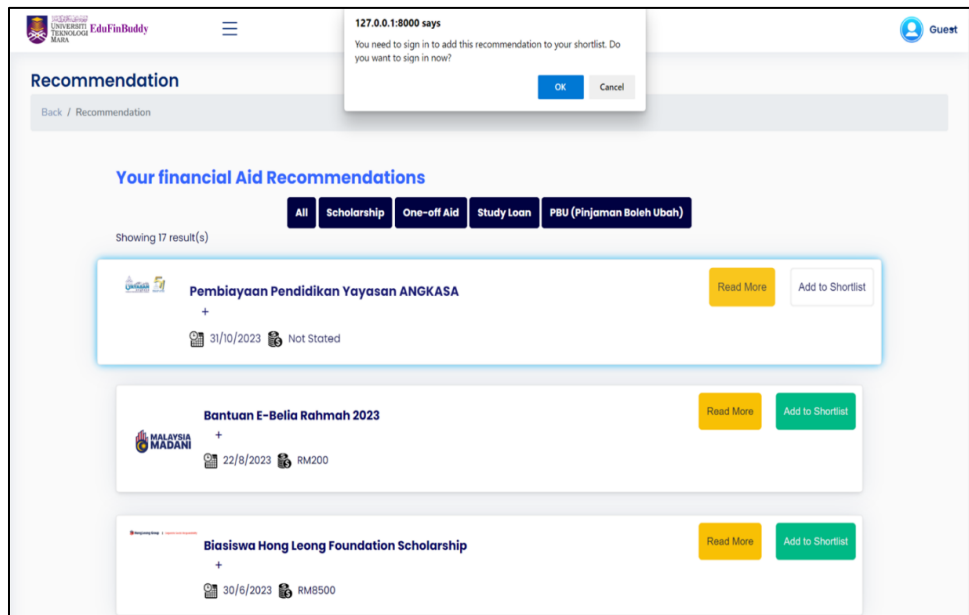 UNIVERSITI
TEKNOLOGI
MARA
EduFinBuddy
127.0.0.1:8000 says
You need to sign in to add this recommendation to your shortlist. Do
you want to sign in now?
OK Cancel
Guest
Recommendation
Back / Recommendation
Your financial Aid Recommendations
All Scholarship One-off Aid Study Loan PBU (Pinjaman Boleh Ubah)
Showing 17 result(s)
Pembiayaan Pendidikan Yayasan ANGKASA
Read More Add to Shortlist
+
31/10/2023 Not Stated
Bantuan E-Belia Rahmah 2023
Read More Add to Shortlist
MALAYSIA
MADANI
+
22/8/2023 RM200
Biasiswa Hong Leong Foundation Scholarship
Read More Add to Shortlist
+
30/6/2023 RM8500